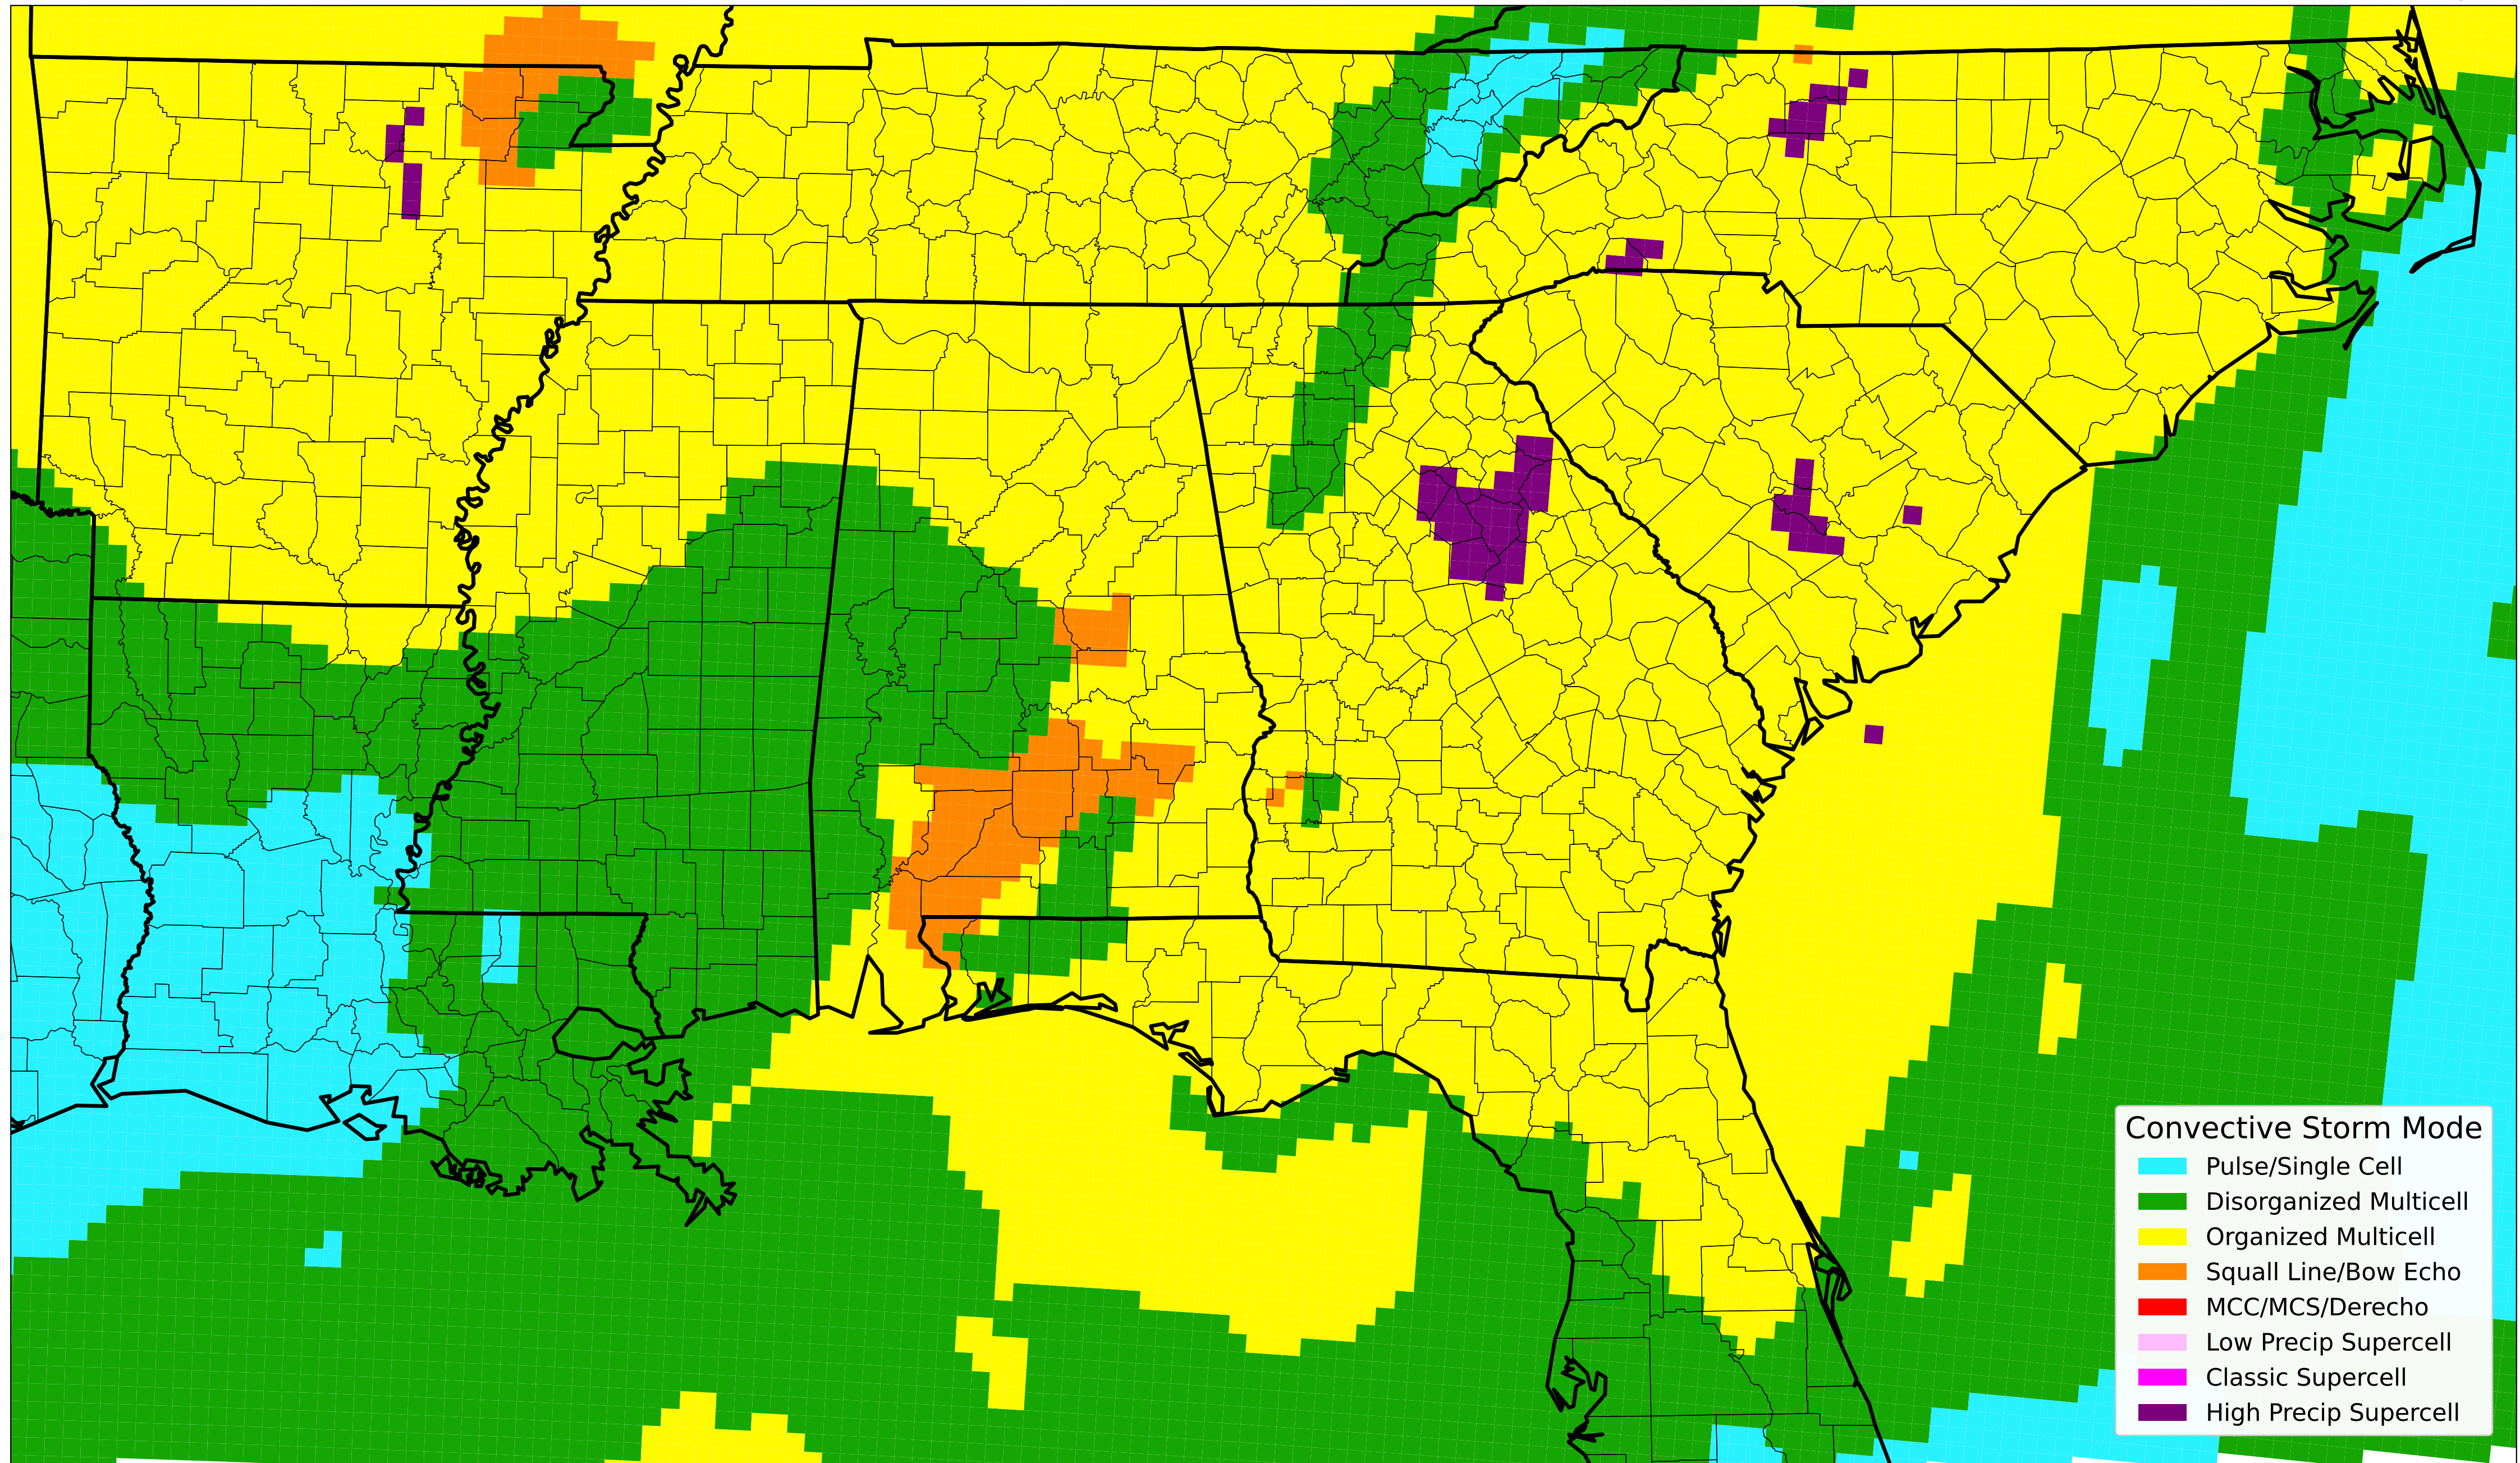 Convective Storm Mode
Pulse/Single Cell
Disorganized Multicell
Organized Multicell
Squall Line/Bow Echo
MCC/MCS/Derecho
Low Precip Supercell
Classic Supercell
High Precip Supercell